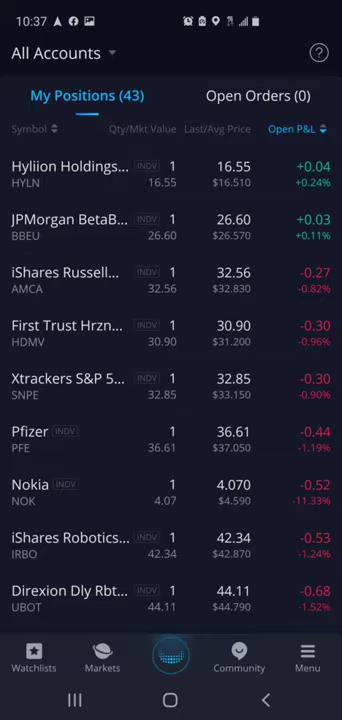 10:37
All Accounts
My Positions (43) Open Orders (0)
Symbol Qty/Mkt Value Last/Avg Price Open P&L
Hyliion Holdings... INDV 1 16.55 +0.04
HYLN 16.55 $16.510 +0.24%
JPMorgan BetaB... INDV 1 26.60 +0.03
BBEU 26.60 $26.570 +0.11%
iShares Russell... INDV 1 32.56 -0.27
AMCA 32.56 $32.830 -0.82%
First Trust Hrzn... INDV 1 30.90 -0.30
HDMV 30.90 $31.200 -0.96%
Xtrackers S&P 5... INDV 1 32.85 -0.30
SNPE 32.85 $33.150 -0.90%
Pfizer INDV 1 36.61 -0.44
PFE 36.61 $37.050 -1.19%
Nokia INDV 1 4.070 -0.52
NOK 4.07 $4.590 -11.33%
iShares Robotics... INDV 1 42.34 -0.53
IRBO 42.34 $42.870 -1.24%
Direxion Dly Rbt... INDV 1 44.11 -0.68
UBOT 44.11 $44.790 -1.52%
Watchlists Markets Community Menu